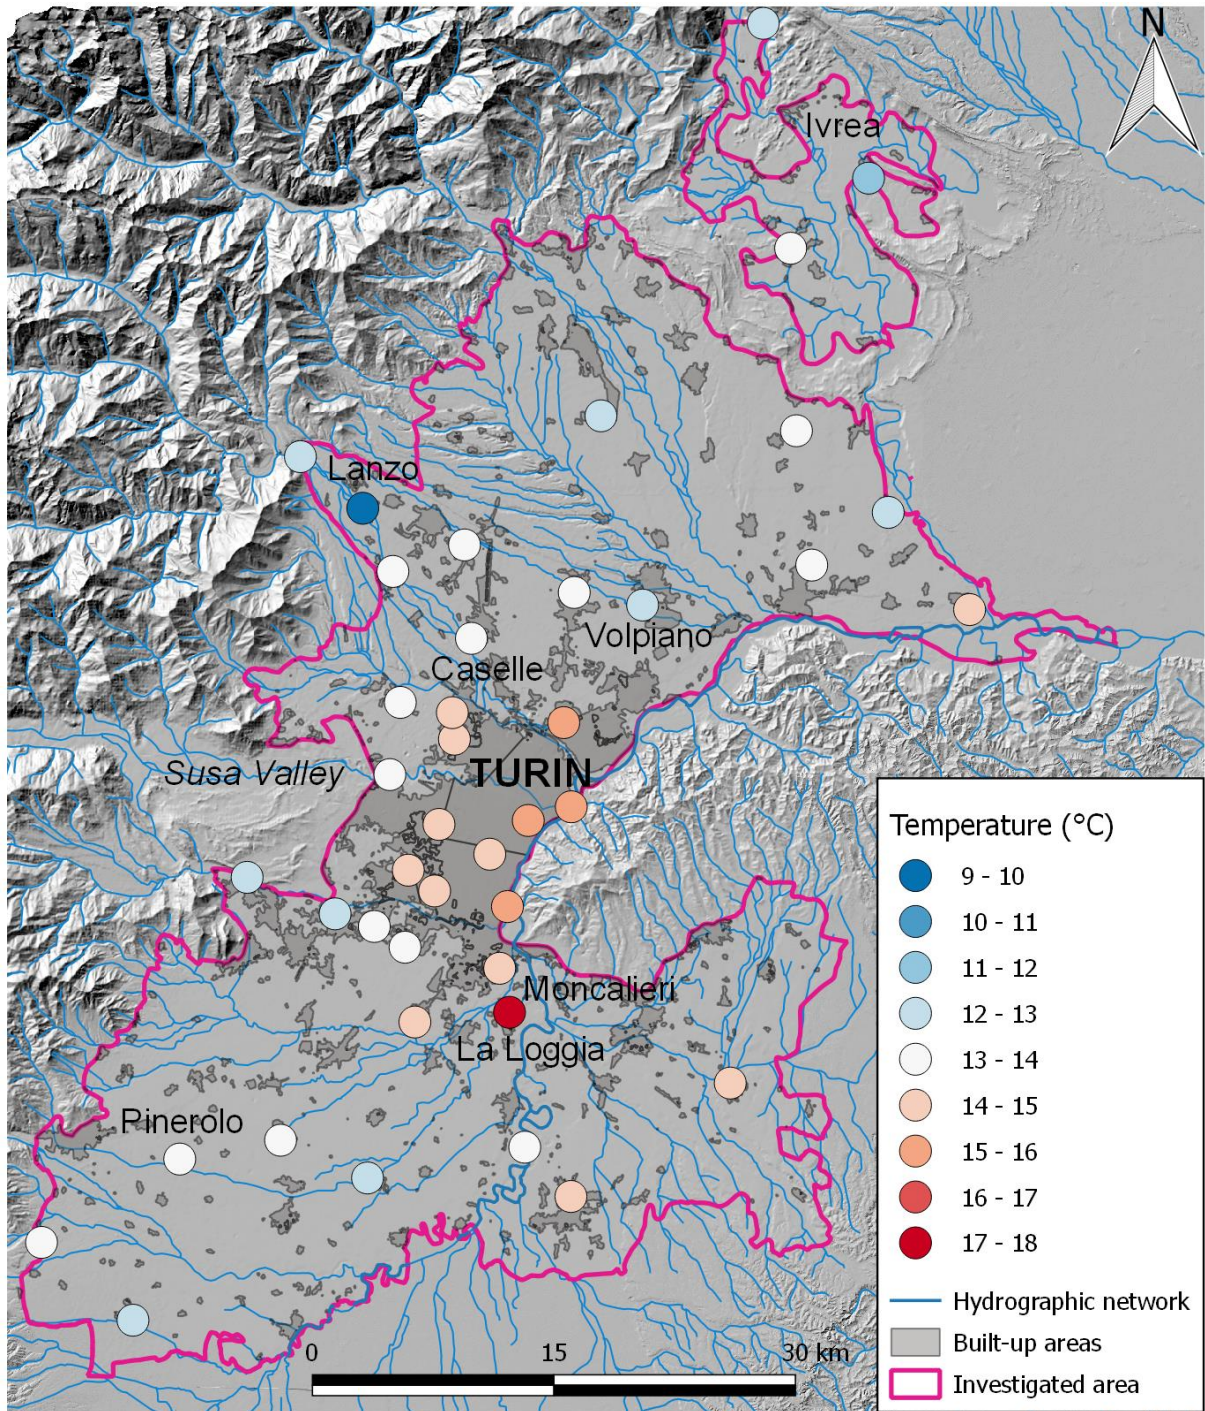 N
Ivrea
Lanzo
Volpiano
Caselle
Susa Valley
TURIN
Moncalieri
La Loggia
Pinerolo
0 15 30 km
Temperature (°C)
9 - 10
10 - 11
11 - 12
12 - 13
13 - 14
14 - 15
15 - 16
16 - 17
17 - 18
Hydrographic network
Built-up areas
Investigated area